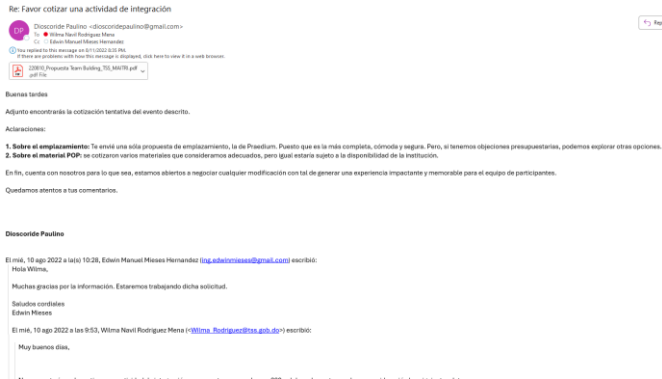 Re: Favor cotizar una actividad de integración
DP
Dioscoride Paulino <dioscoridepaulino@gmail.com>
To Wilma Navil Rodriguez Mena
Cc Edwin Manuel Mieses Hernandez
You replied to this message on 8/11/2022 8:35 PM.
If there are problems with how this message is displayed, click here to view it in a web browser.
220810_Propuesta Team Building_TSS_MAITRI.pdf
.pdf File
Buenas tardes
Adjunto encontrarás la cotización tentativa del evento descrito.
Aclaraciones:
1. Sobre el emplazamiento: Te envié una sóla propuesta de emplazamiento, la de Praedium. Puesto que es la más completa, cómoda y segura. Pero, si tenemos objeciones presupuestarias, podemos explorar otras opciones.
2. Sobre el material POP: se cotizaron varios materiales que consideramos adecuados, pero igual estaría sujeto a la disponibilidad de la institución.
En fin, cuenta con nosotros para lo que sea, estamos abiertos a negociar cualquier modificación con tal de generar una experiencia impactante y memorable para el equipo de participantes.
Quedamos atentos a tus comentarios.
Dioscoride Paulino
El mié, 10 ago 2022 a la(s) 10:28, Edwin Manuel Mieses Hernandez (ing.edwinmieses@gmail.com) escribió:
Hola Wilma,
Muchas gracias por la información. Estaremos trabajando dicha solicitud.
Saludos cordiales
Edwin Mieses
El mié, 10 ago 2022 a las 9:53, Wilma Navil Rodriguez Mena (<Wilma_Rodriguez@tss.gob.do>) escribió:
Muy buenos días,